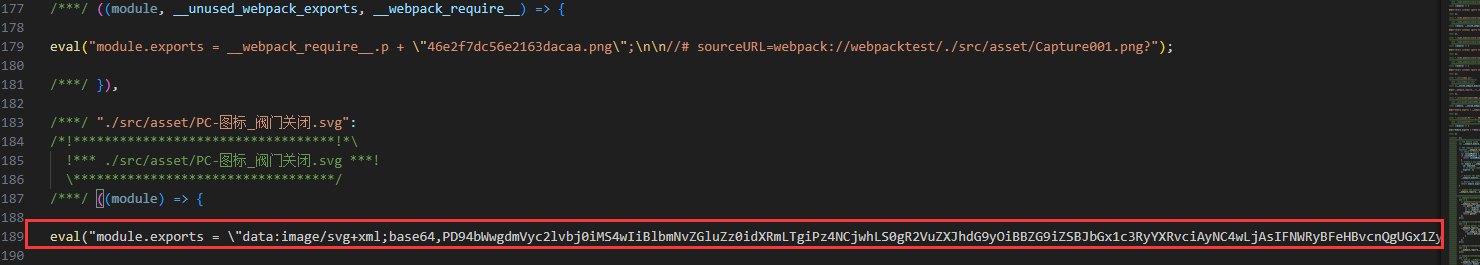 177 /***/ ((module, __unused_webpack_exports, __webpack_require__) => {
178
179 eval("module.exports = __webpack_require__.p + \"46e2f7dc56e2163dacaa.png\";\n\n//# sourceURL=webpack://webpacktest/./src/asset/Capture001.png?");
180
181 /***/ }),
182
183 /***/ "./src/asset/PC-图标_阀门关闭.svg":
184 /*!**********************************!*\
185   !*** ./src/asset/PC-图标_阀门关闭.svg ***!
186   \**********************************/
187 /***/ ((module) => {
188
189 eval("module.exports = \"data:image/svg+xml;base64,PD94bWwgdmVyc2lvbj0iMS4wIiBlbmNvZGluZz0idXRmLTgiPz4NCjwhLS0gR2VuZXJhdG9yOiBBZG9iZSBJbGx1c3RyYXRvciAyNC4wLjAsIFNWRyBFeHBvcnQgUGx1Zy
190